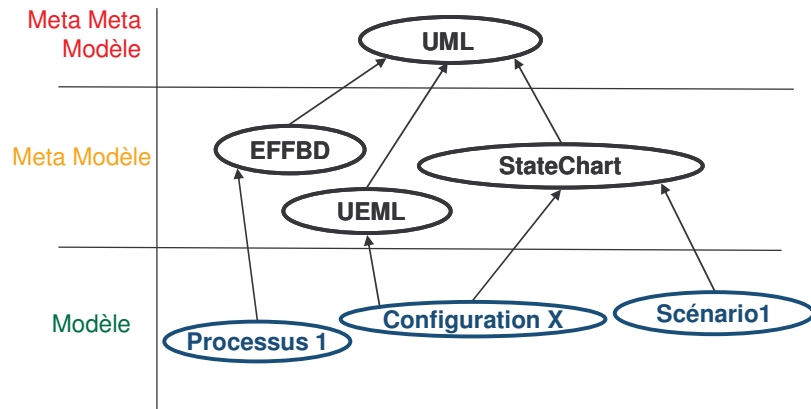 Meta Meta
Modèle
UML
Meta Modèle
EFFBD
StateChart
UEML
Modèle
Processus 1
Configuration X
Scénario1